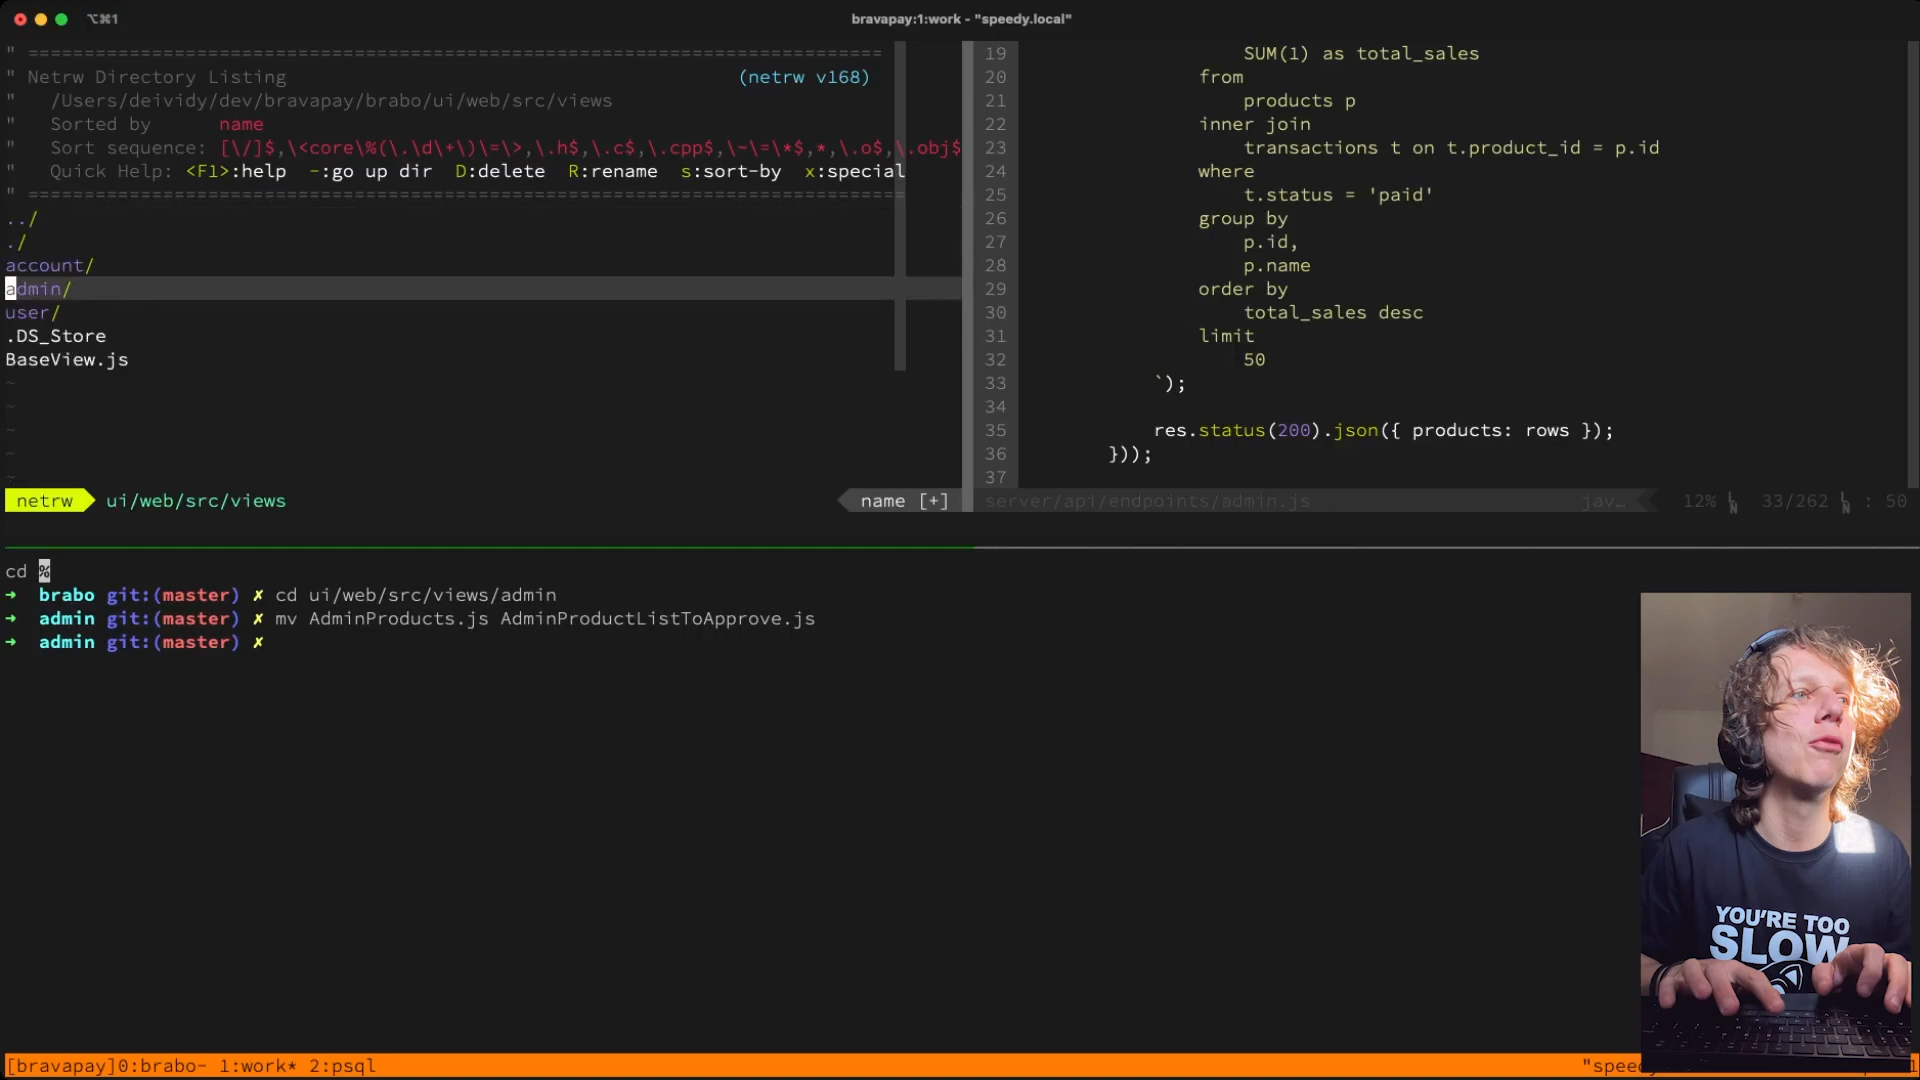 ⌥⌘1
bravapay:1:work - "speedy.local"
" ============================================================================
" Netrw Directory Listing (netrw v168)
" /Users/deividy/dev/bravapay/brabo/ui/web/src/views
" Sorted by name
" Sort sequence: [\/]$,\<core\%(\.\d\+\)\=\>,\.h$,\.c$,\.cpp$,\~\=\*$,*,\.o$,\.obj$
" Quick Help: <F1>:help -:go up dir D:delete R:rename s:sort-by x:special
" ==============================================================================
../
./
account/
admin/
user/
.DS_Store
BaseView.js
~
~
~
~
~
netrw ui/web/src/views name [+]
19 SUM(1) as total_sales
20 from
21 products p
22 inner join
23 transactions t on t.product_id = p.id
24 where
25 t.status = 'paid'
26 group by
27 p.id,
28 p.name
29 order by
30 total_sales desc
31 limit
32 50
33 `);
34
35 res.status(200).json({ products: rows });
36 }));
37
server/api/endpoints/admin.js jav… 12% 33/262 : 50
cd %
➜ brabo git:(master) ✗ cd ui/web/src/views/admin
➜ admin git:(master) ✗ mv AdminProducts.js AdminProductListToApprove.js
➜ admin git:(master) ✗
YOU'RE TOO
SLOW
[bravapay]0:brabo- 1:work* 2:psql